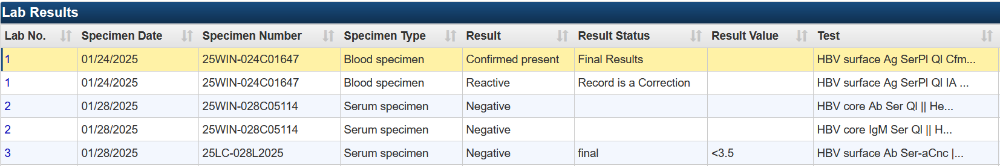 Lab Results
Lab No. Specimen Date Specimen Number Specimen Type Result Result Status Result Value Test
1 01/24/2025 25WIN-024C01647 Blood specimen Confirmed present Final Results HBV surface Ag SerPl Ql Cfm...
1 01/24/2025 25WIN-024C01647 Blood specimen Reactive Record is a Correction HBV surface Ag SerPl Ql IA ...
2 01/28/2025 25WIN-028C05114 Serum specimen Negative HBV core Ab Ser Ql || He...
2 01/28/2025 25WIN-028C05114 Serum specimen Negative HBV core IgM Ser Ql || H...
3 01/28/2025 25LC-028L2025 Serum specimen Negative final <3.5 HBV surface Ab Ser-aCnc |...